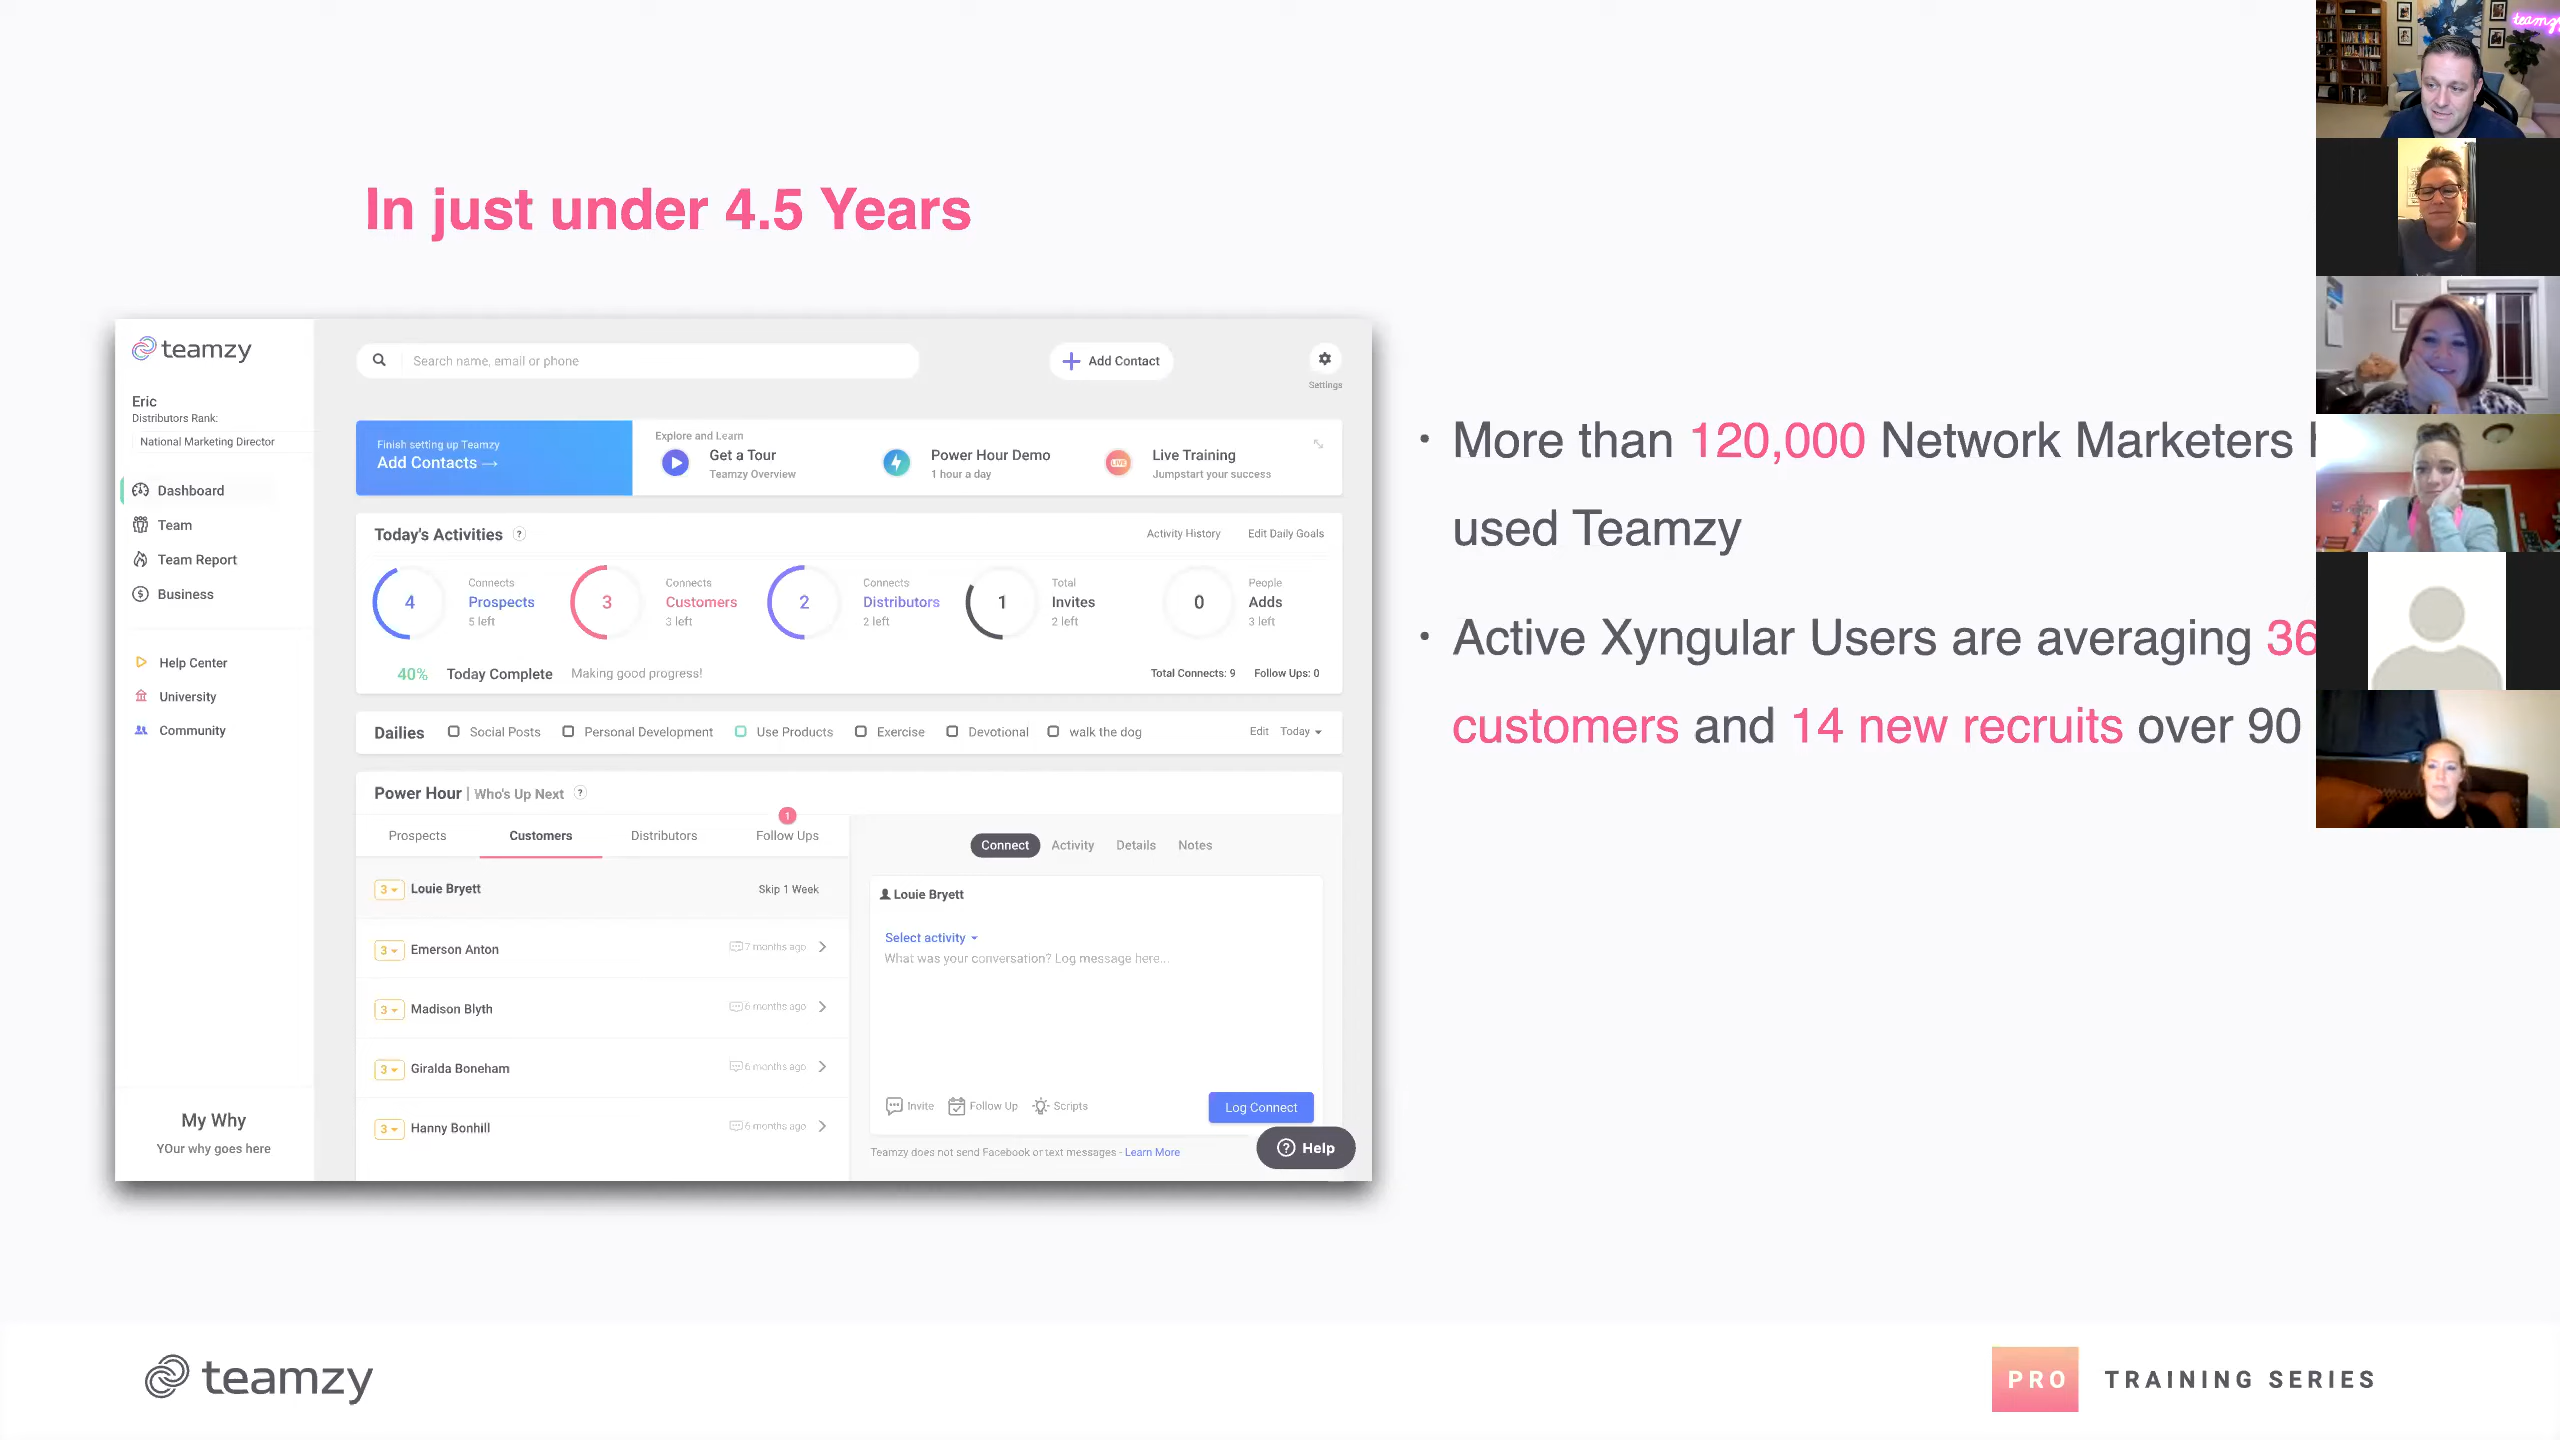 In just under 4.5 Years
teamzy
Eric
Distributors Rank:
National Marketing Director
Dashboard
Team
Team Report
Business
Help Center
University
Community
My Why
YOur why goes here
Search name, email or phone
Add Contact
Settings
Finish setting up Teamzy
Add Contacts →
Explore and Learn
Get a Tour
Teamzy Overview
Power Hour Demo
1 hour a day
LIVE
Live Training
Jumpstart your success
Today's Activities ?
Activity History
Edit Daily Goals
4
Connects
Prospects
5 left
3
Connects
Customers
3 left
2
Connects
Distributors
2 left
1
Total
Invites
2 left
0
People
Adds
3 left
40% Today Complete Making good progress!
Total Connects: 9 Follow Ups: 0
Dailies Social Posts Personal Development Use Products Exercise Devotional walk the dog Edit Today
Power Hour | Who's Up Next ?
Prospects Customers Distributors Follow Ups 1
3 Louie Bryett Skip 1 Week
3 Emerson Anton 7 months ago
3 Madison Blyth 6 months ago
3 Giralda Boneham 6 months ago
3 Hanny Bonhill 6 months ago
Connect Activity Details Notes
Louie Bryett
Select activity
What was your conversation? Log message here...
Invite Follow Up Scripts Log Connect
Teamzy does not send Facebook or text messages - Learn More
? Help
• More than 120,000 Network Marketers
used Teamzy
• Active Xyngular Users are averaging 36
customers and 14 new recruits over 90
teamzy
teamzy
PRO TRAINING SERIES